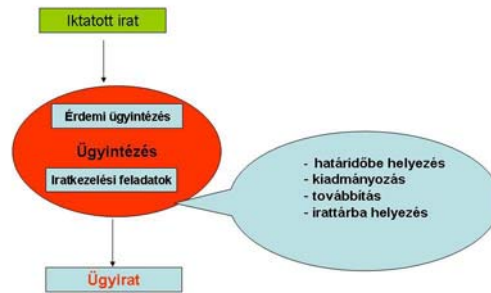 Iktatott irat
Érdemi ügyintézés
Ügyintézés
Iratkezelési feladatok
- határidőbe helyezés
- kiadmányozás
- továbbítás
- irattárba helyezés
Ügyirat